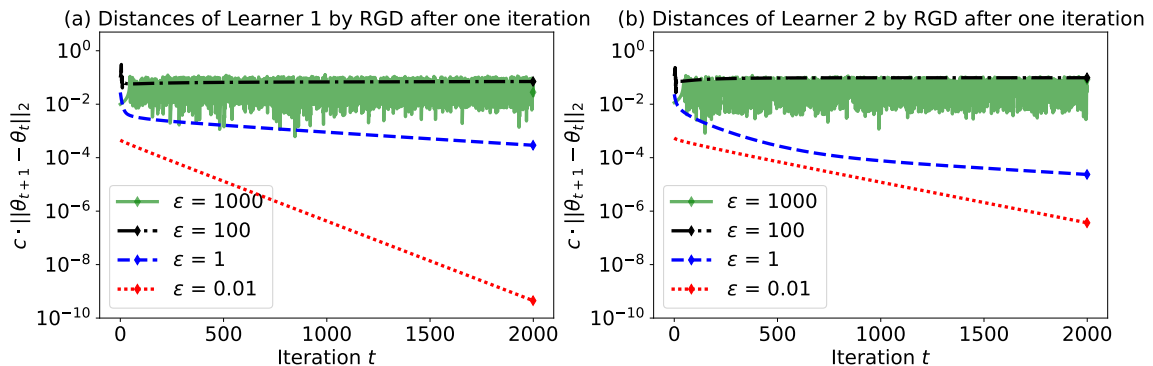 (a) Distances of Learner 1 by RGD after one iteration
c · ||θ_{t+1} − θ_t||_2
10^0
10^{-2}
10^{-4}
10^{-6}
10^{-8}
10^{-10}
ε = 1000
ε = 100
ε = 1
ε = 0.01
0 500 1000 1500 2000
Iteration t
(b) Distances of Learner 2 by RGD after one iteration
c · ||θ_{t+1} − θ_t||_2
10^0
10^{-2}
10^{-4}
10^{-6}
10^{-8}
10^{-10}
ε = 1000
ε = 100
ε = 1
ε = 0.01
0 500 1000 1500 2000
Iteration t